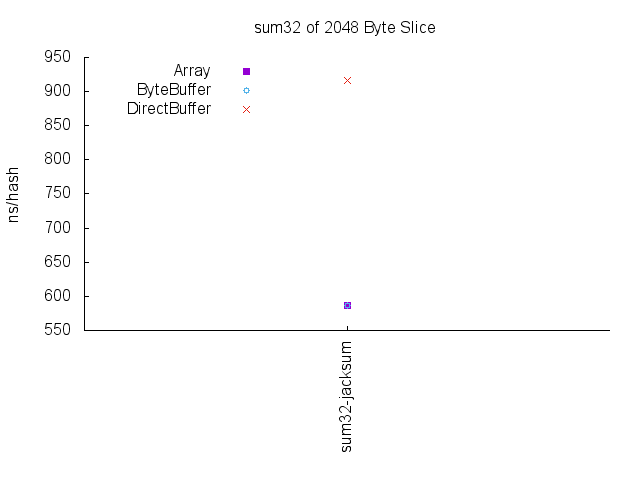 sum32 of 2048 Byte Slice
950
900
850
800
750
700
650
600
550
ns/hash
Array
ByteBuffer
DirectBuffer
sum32-jacksum